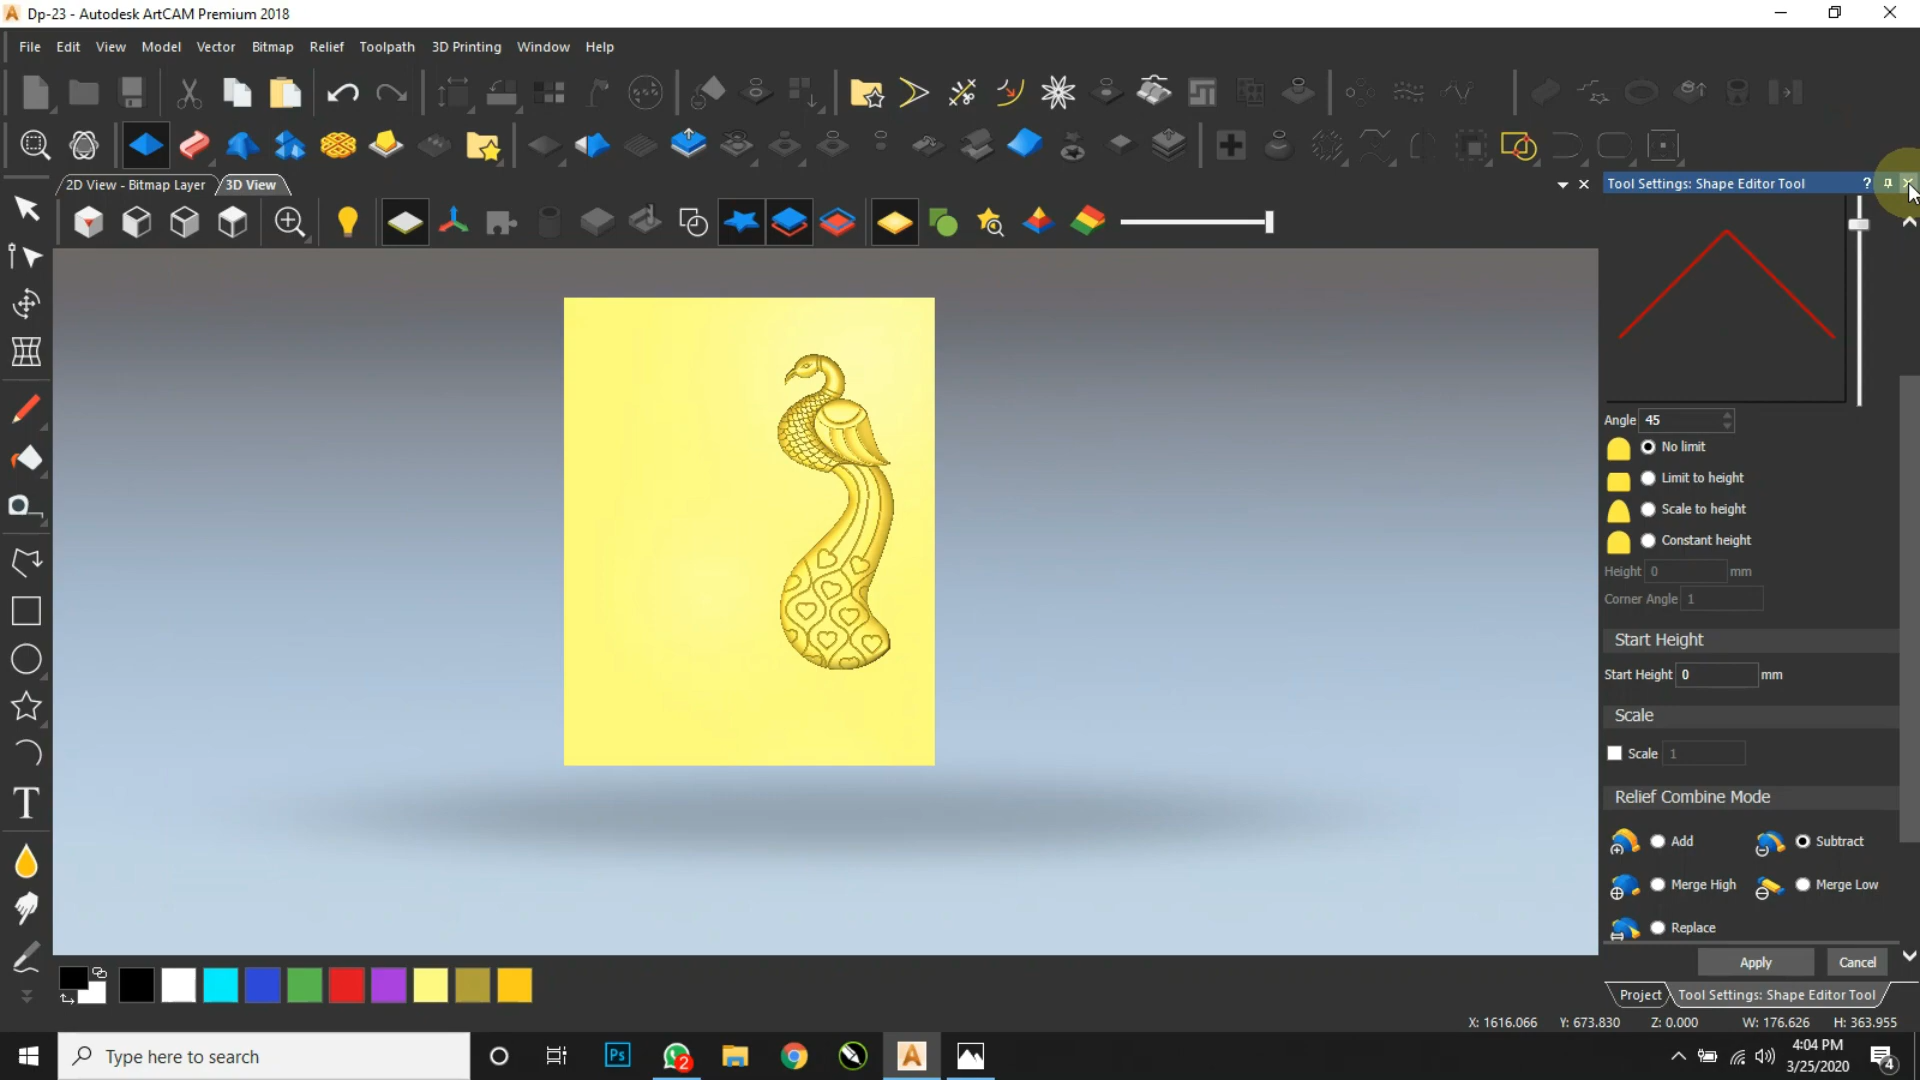 Dp-23 - Autodesk ArtCAM Premium 2018
File Edit View Model Vector Bitmap Relief Toolpath 3D Printing Window Help
2D View - Bitmap Layer 3D View
Tool Settings: Shape Editor Tool ?
Angle 45
No limit
Limit to height
Scale to height
Constant height
Height 0 mm
Corner Angle 1
Start Height
Start Height 0 mm
Scale
Scale 1
Relief Combine Mode
Add Subtract
Merge High Merge Low
Replace
Apply Cancel
Project Tool Settings: Shape Editor Tool
X: 1616.066 Y: 673.830 Z: 0.000 W: 176.626 H: 363.955
Type here to search
Ps
2
4:04 PM
3/25/2020
4